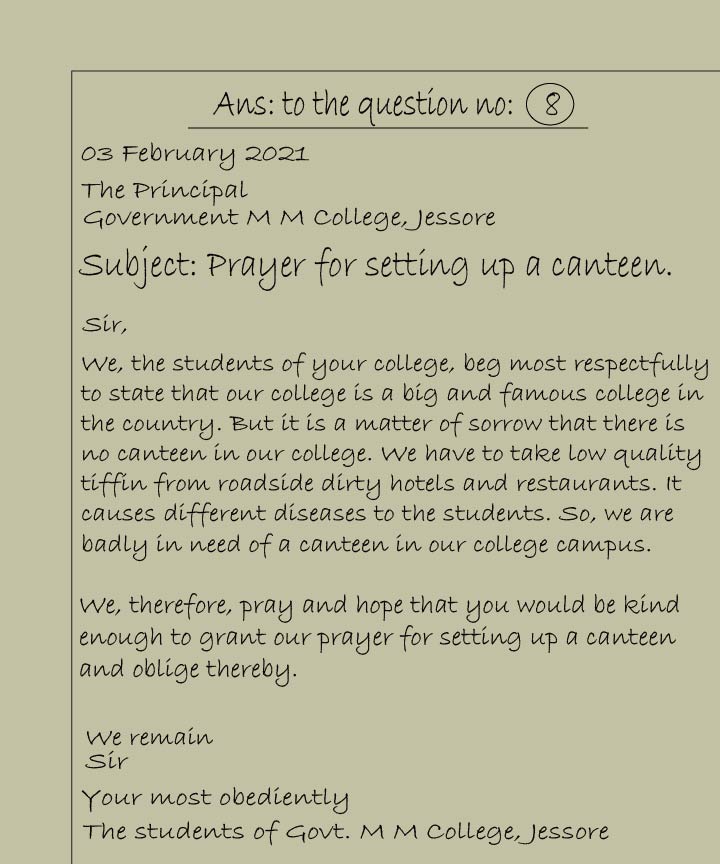 Ans: to the question no: 8
03 February 2021
The Principal
Government M M College, Jessore
Subject: Prayer for setting up a canteen.
Sir,
We, the students of your college, beg most respectfully
to state that our college is a big and famous college in
the country. But it is a matter of sorrow that there is
no canteen in our college. We have to take low quality
tiffin from roadside dirty hotels and restaurants. It
causes different diseases to the students. So, we are
badly in need of a canteen in our college campus.
We, therefore, pray and hope that you would be kind
enough to grant our prayer for setting up a canteen
and oblige thereby.
We remain
Sir
Your most obediently
The students of Govt. M M College, Jessore